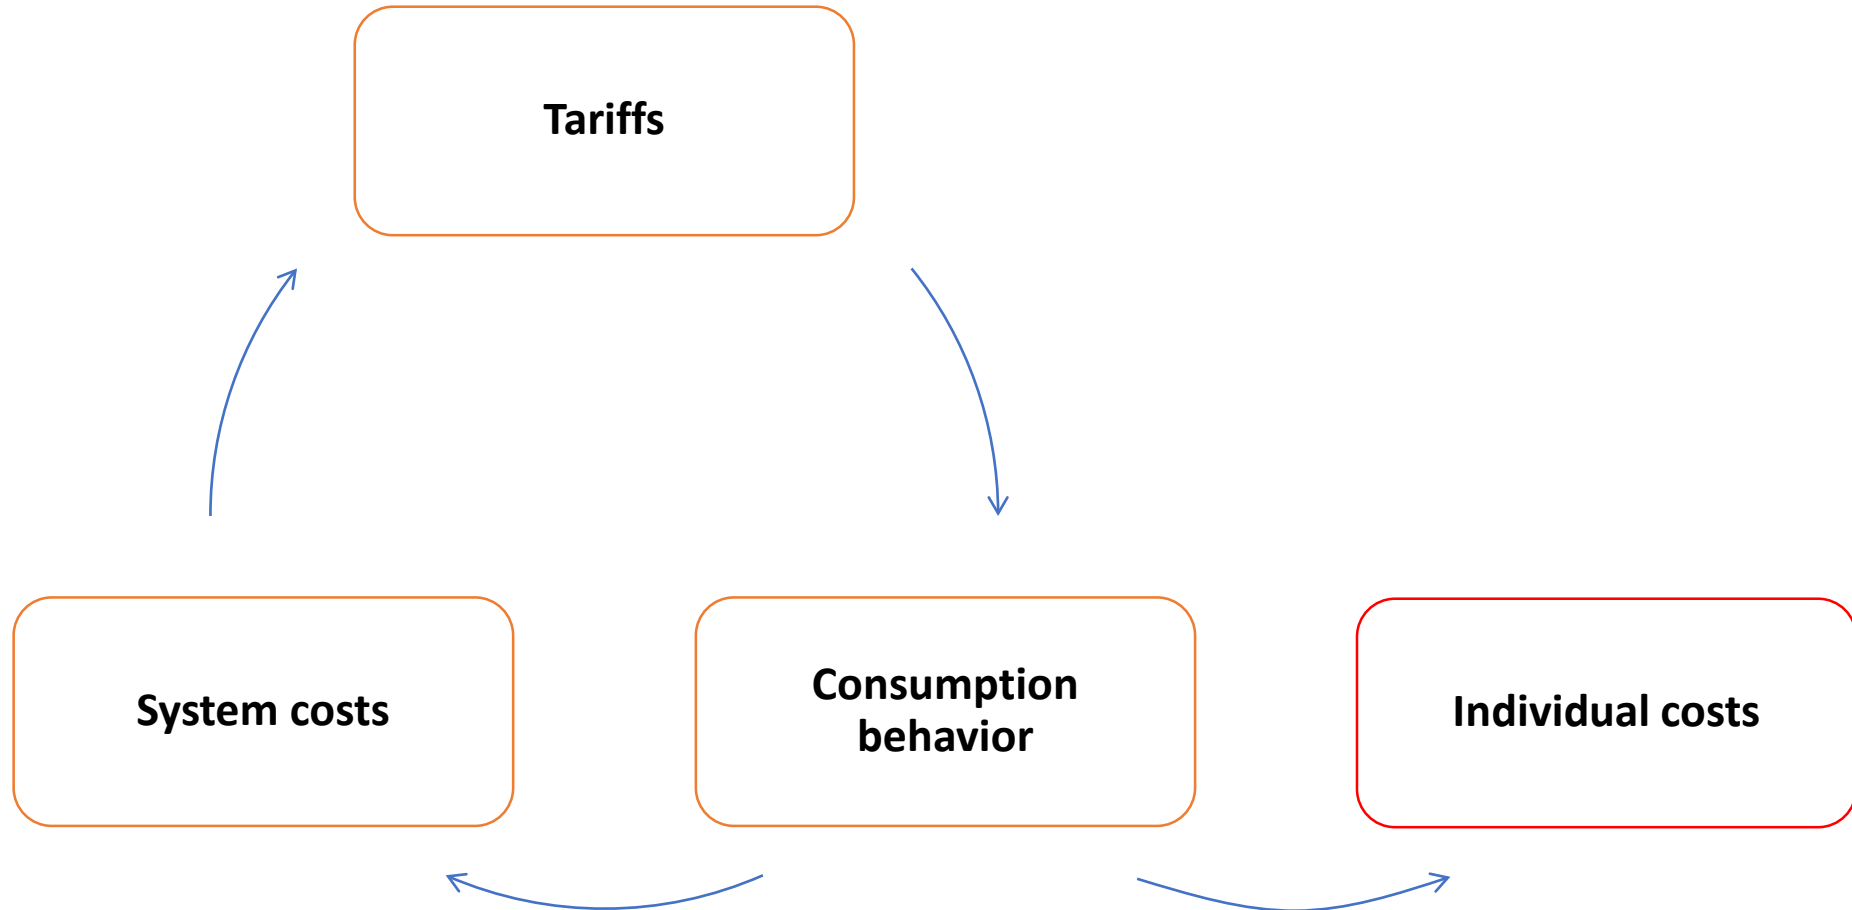 Tariffs
System costs
Consumption
behavior
Individual costs